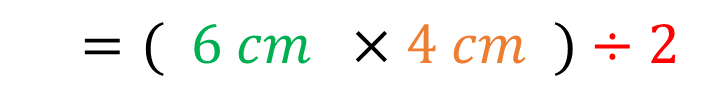 = ( 6 cm × 4 cm ) ÷ 2